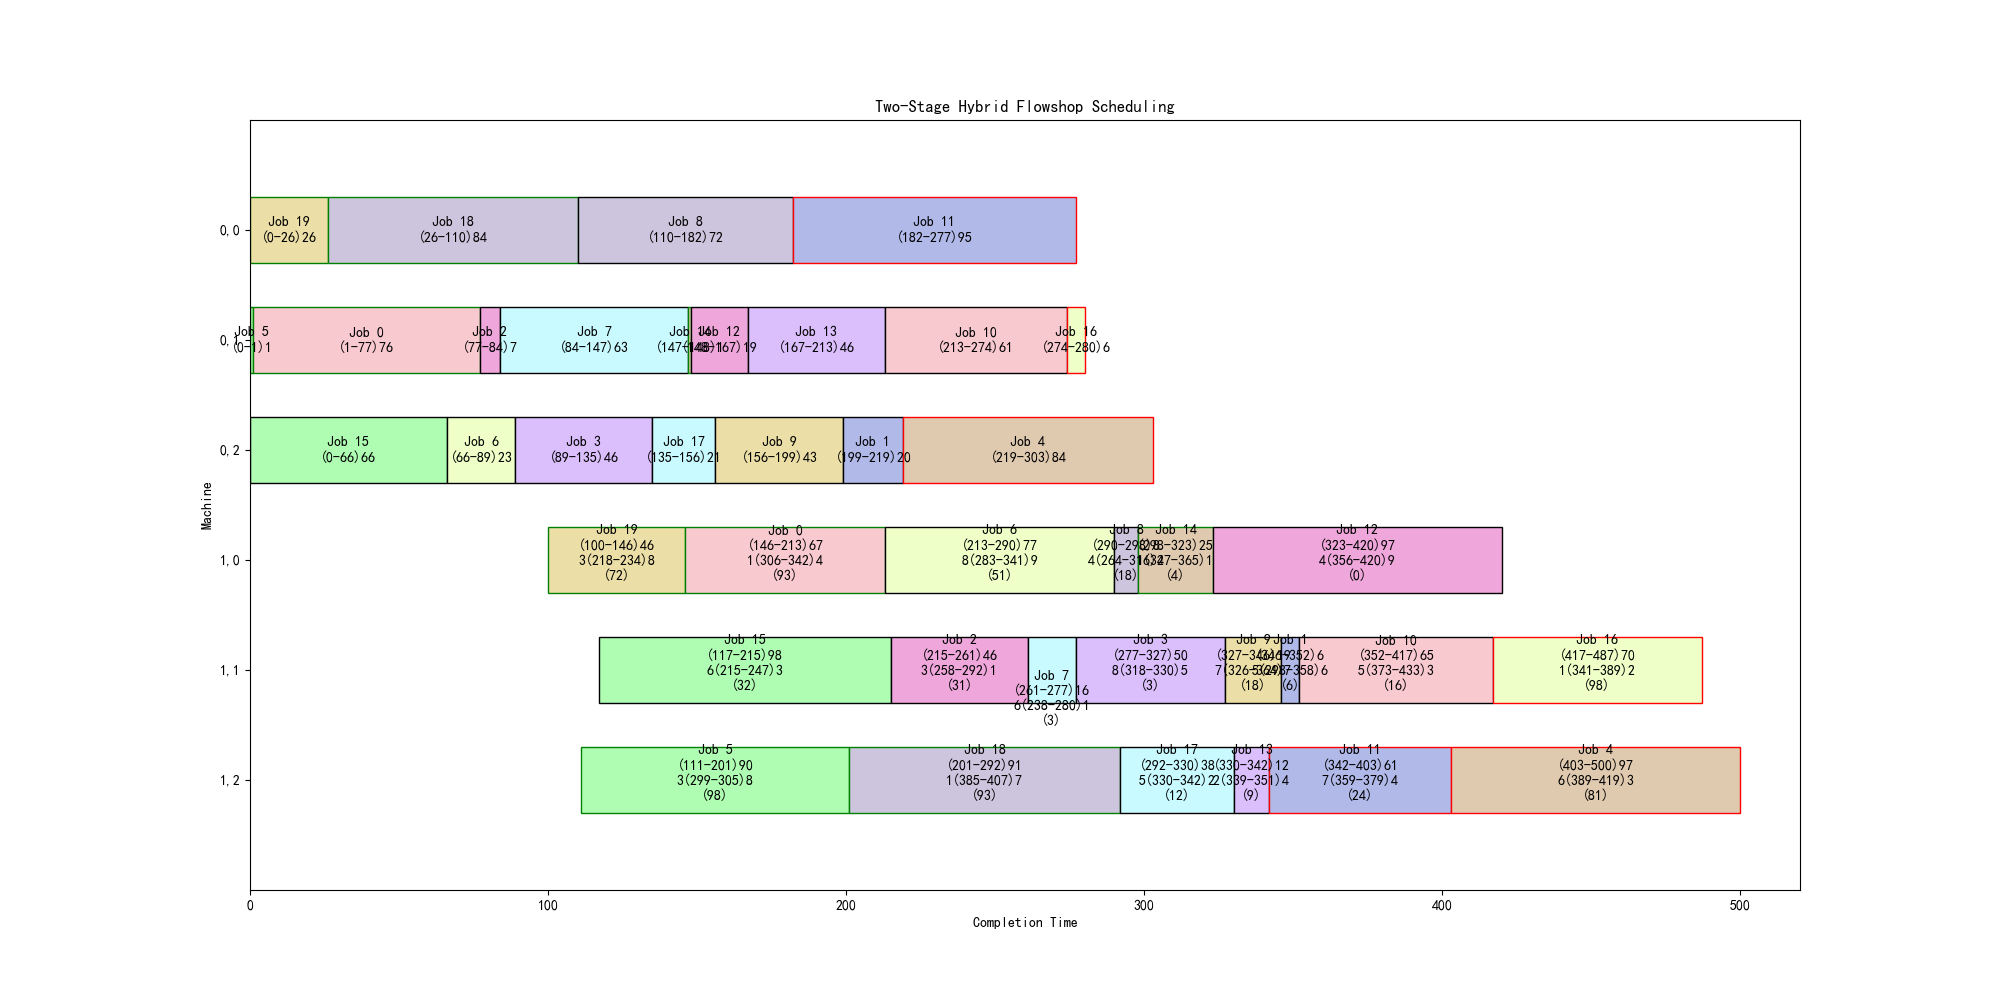 Two-Stage Hybrid Flowshop Scheduling
0,0
Job 19
(0-26)26
Job 18
(26-110)84
Job 8
(110-182)72
Job 11
(182-277)95
0,1
Job 5
(0-1)1
Job 0
(1-77)76
Job 2
(77-84)7
Job 7
(84-147)63
Job 14
(147-148)1
Job 12
(148-167)19
Job 13
(167-213)46
Job 10
(213-274)61
Job 16
(274-280)6
0,2
Job 15
(0-66)66
Job 6
(66-89)23
Job 3
(89-135)46
Job 17
(135-156)21
Job 9
(156-199)43
Job 1
(199-219)20
Job 4
(219-303)84
Machine
1,0
Job 19
(100-146)46
3(218-234)8
(72)
Job 0
(146-213)67
1(306-342)4
(93)
Job 6
(213-290)77
8(283-341)9
(51)
Job 8
(290-298)8
(18)
Job 14
(298-323)25
(4)
Job 12
(323-420)97
4(356-420)9
(0)
1,1
Job 15
(117-215)98
6(215-247)3
(32)
Job 2
(215-261)46
3(258-292)1
(31)
Job 7
(261-277)16
6(238-280)1
(3)
Job 3
(277-327)50
8(318-330)5
(3)
Job 9
(327-346)19
(18)
Job 1
(346-352)6
(6)
Job 10
(352-417)65
5(373-433)3
(16)
Job 16
(417-487)70
1(341-389)2
(98)
1,2
Job 5
(111-201)90
3(299-305)8
(98)
Job 18
(201-292)91
1(385-407)7
(93)
Job 17
(292-330)38
5(330-342)2
(12)
Job 13
(330-342)12
2(339-351)4
(9)
Job 11
(342-403)61
7(359-379)4
(24)
Job 4
(403-500)97
6(389-419)3
(81)
0
100
200
300
400
500
Completion Time